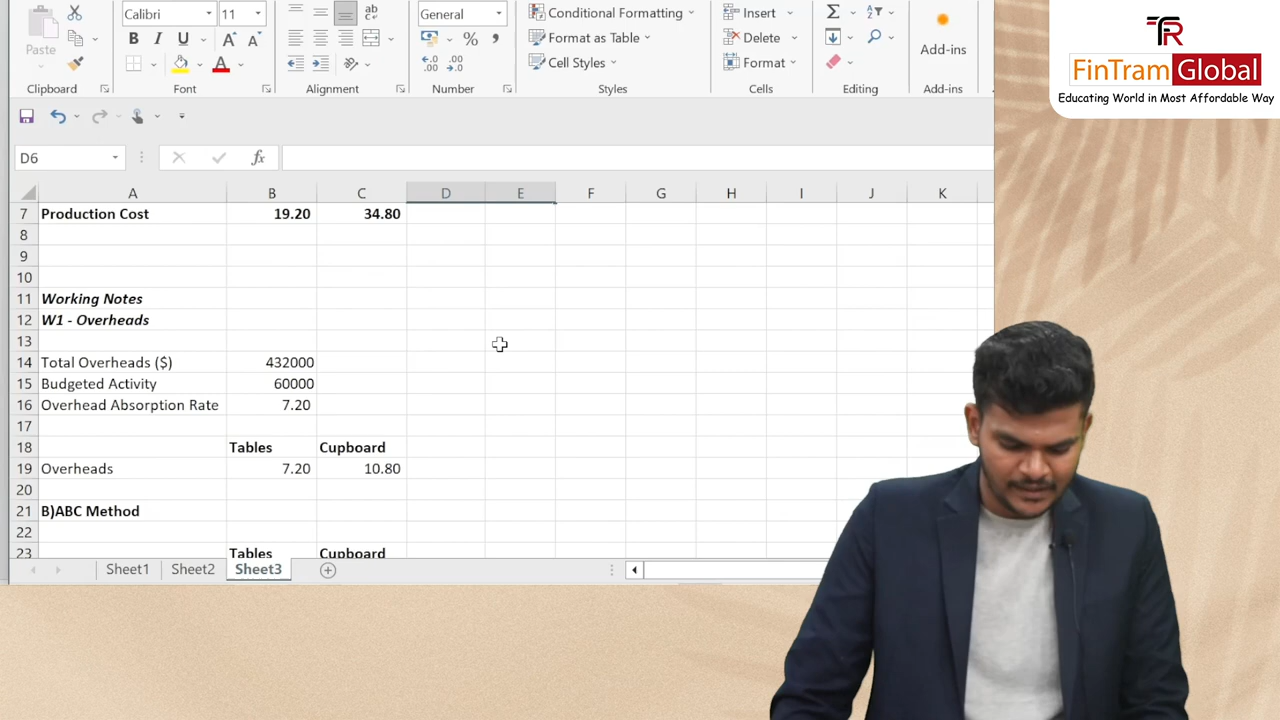 Calibri 11 General Conditional Formatting Insert
Paste B I U A A Format as Table Delete Add-ins
Cell Styles Format
Clipboard Font Alignment Number Styles Cells Editing Add-ins
D6 fx
A B C D E F G H I J K
7 Production Cost 19.20 34.80
8
9
10
11 Working Notes
12 W1 - Overheads
13
14 Total Overheads ($) 432000
15 Budgeted Activity 60000
16 Overhead Absorption Rate 7.20
17
18 Tables Cupboard
19 Overheads 7.20 10.80
20
21 B)ABC Method
22
23 Tables Cupboard
Sheet1 Sheet2 Sheet3
FinTram Global
Educating World in Most Affordable Way